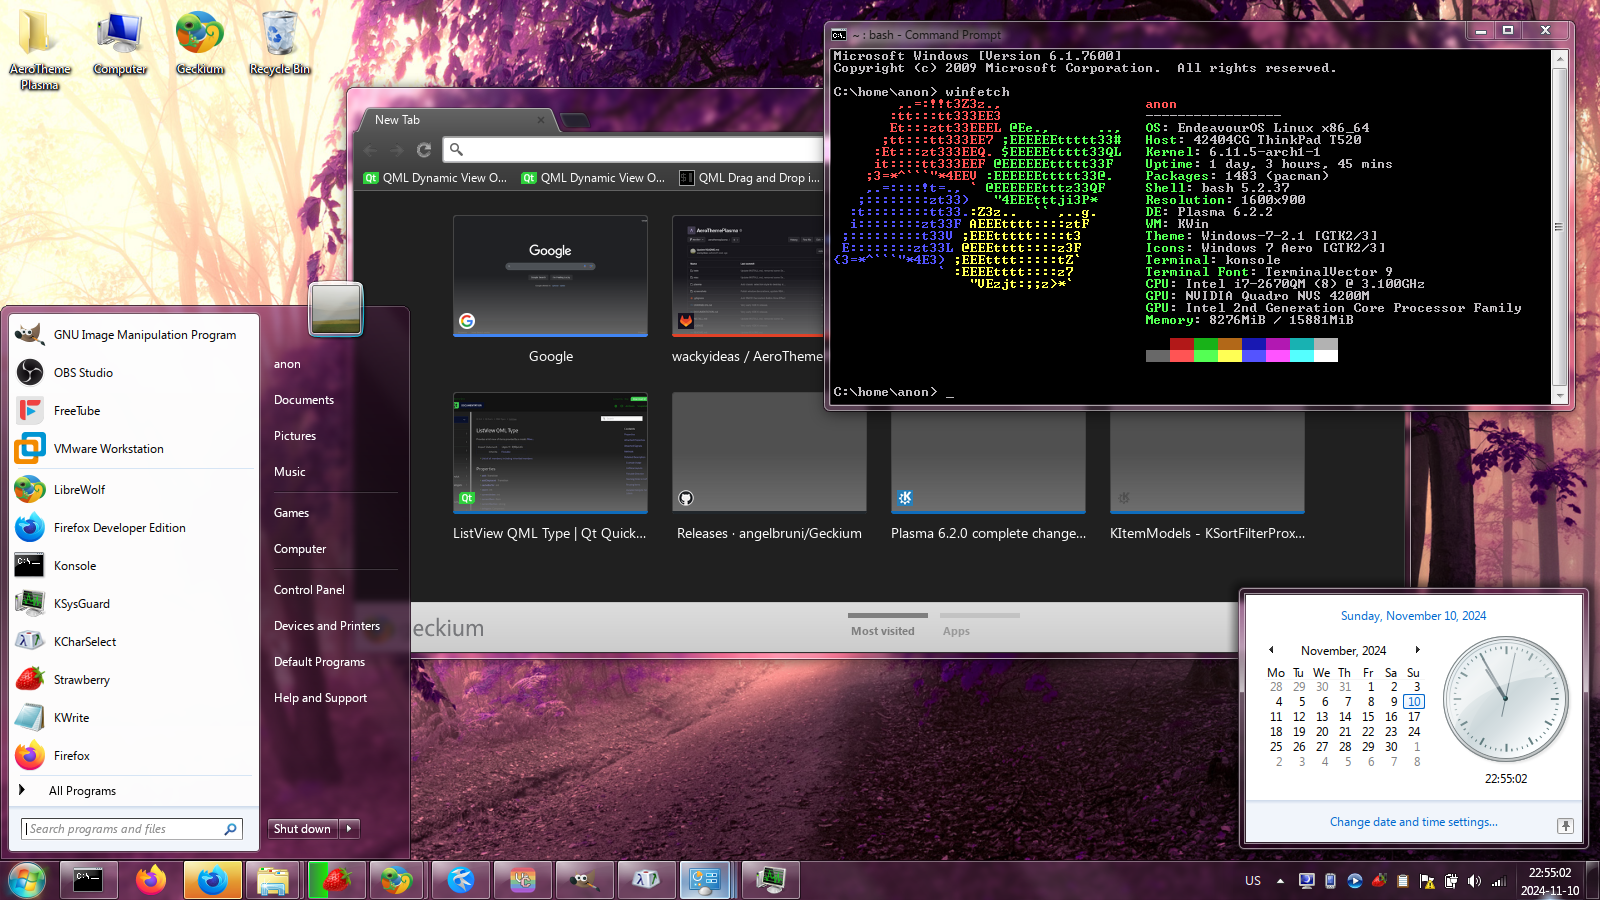 AeroTheme
Plasma
Computer
Geckium
Recycle Bin
New Tab
QML Dynamic View O...
QML Dynamic View O...
QML Drag and Drop i...
Google
Google
AeroThemePlasma
wackyideas / AeroTheme
ListView QML Type
Properties
ListView QML Type | Qt Quick...
Releases · angelbruni/Geckium
Plasma 6.2.0 complete change...
KItemModels - KSortFilterProx...
eckium
Most visited
Apps
~ : bash - Command Prompt
Microsoft Windows [Version 6.1.7600]
Copyright (c) 2009 Microsoft Corporation.  All rights reserved.
C:\home\anon> winfetch
anon
OS: EndeavourOS Linux x86_64
Host: 42404CG ThinkPad T520
Kernel: 6.11.5-arch1-1
Uptime: 1 day, 3 hours, 45 mins
Packages: 1483 (pacman)
Shell: bash 5.2.37
Resolution: 1600x900
DE: Plasma 6.2.2
WM: KWin
Theme: Windows-7-2.1 [GTK2/3]
Icons: Windows 7 Aero [GTK2/3]
Terminal: konsole
Terminal Font: TerminalVector 9
CPU: Intel i7-2670QM (8) @ 3.100GHz
GPU: NVIDIA Quadro NVS 4200M
GPU: Intel 2nd Generation Core Processor Family
Memory: 8276MiB / 15881MiB
C:\home\anon> _
GNU Image Manipulation Program
OBS Studio
FreeTube
VMware Workstation
LibreWolf
Firefox Developer Edition
Konsole
KSysGuard
KCharSelect
Strawberry
KWrite
Firefox
All Programs
Search programs and files
anon
Documents
Pictures
Music
Games
Computer
Control Panel
Devices and Printers
Default Programs
Help and Support
Shut down
Sunday, November 10, 2024
November, 2024
Mo Tu We Th Fr Sa Su
28 29 30 31 1 2 3
4 5 6 7 8 9 10
11 12 13 14 15 16 17
18 19 20 21 22 23 24
25 26 27 28 29 30 1
2 3 4 5 6 7 8
22:55:02
Change date and time settings...
US
22:55:02
2024-11-10